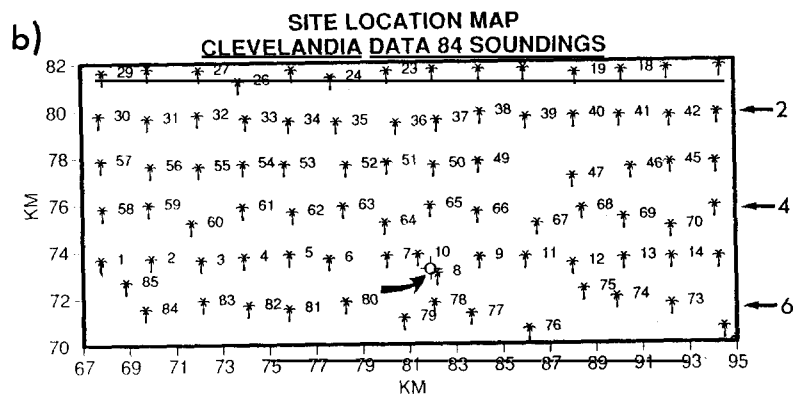 b)
SITE LOCATION MAP
CLEVELANDIA DATA 84 SOUNDINGS
82 29 27 26 24 23 19 18
80 30 31 32 33 34 35 36 37 38 39 40 41 42 2
78 57 56 55 54 53 52 51 50 49 47 46 45
KM
76 58 59 60 61 62 63 64 65 66 67 68 69 70 4
74 1 2 3 4 5 6 7 10 8 9 11 12 13 14
72 85 84 83 82 81 80 79 78 77 76 75 74 73 6
70
67 69 71 73 75 77 79 81 83 85 87 89 91 93 95
KM